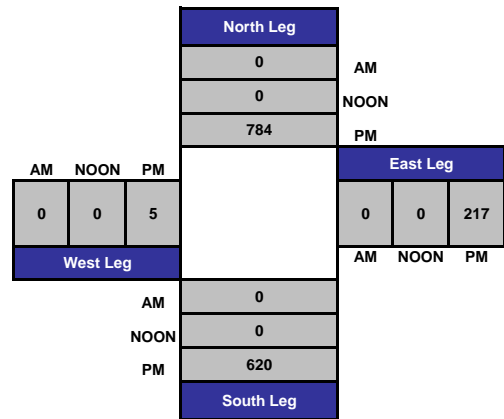 North Leg
0 AM
0 NOON
784 PM
AM NOON PM
East Leg
0 0 5
0 0 217
West Leg
AM NOON PM
AM 0
NOON 0
PM 620
South Leg